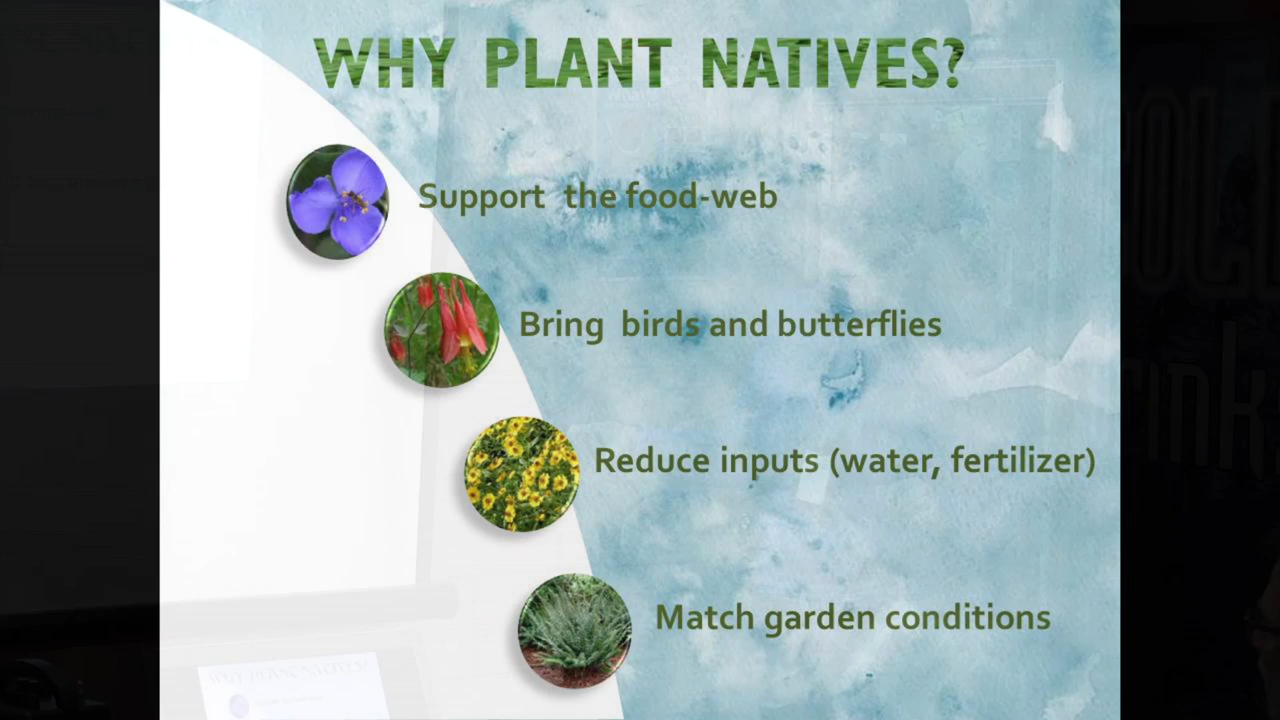 WHY PLANT NATIVES?
Support the food-web
Bring birds and butterflies
Reduce inputs (water, fertilizer)
Match garden conditions